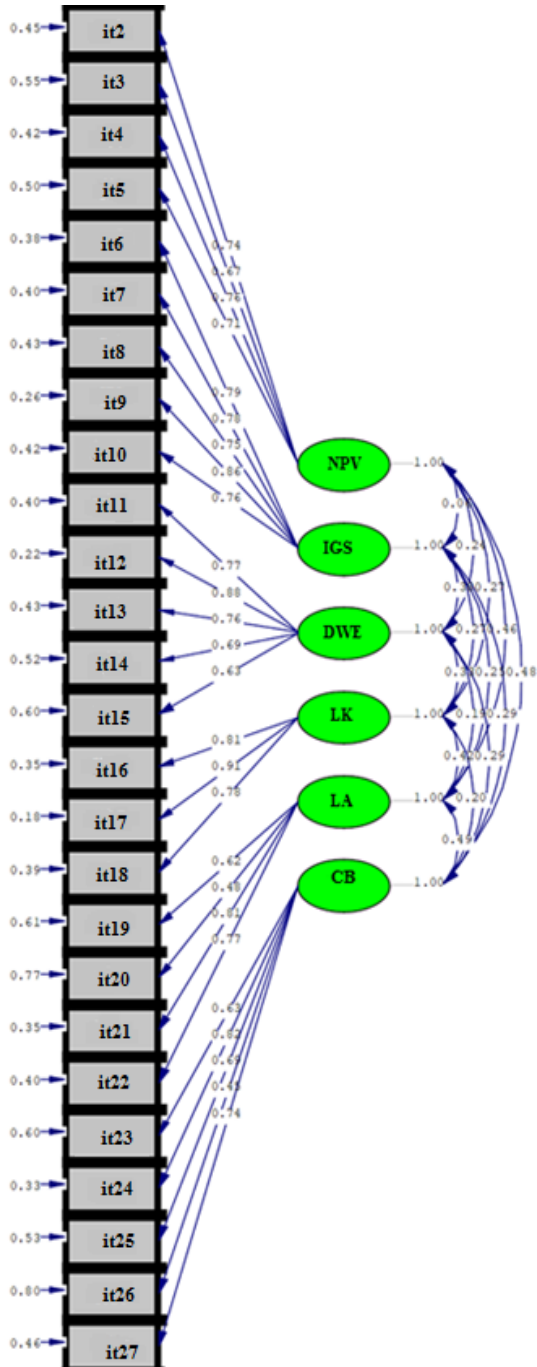 0.45 it2
0.55 it3
0.42 it4
0.50 it5
0.38 it6
0.40 it7
0.43 it8
0.26 it9
0.42 it10
0.40 it11
0.22 it12
0.43 it13
0.52 it14
0.60 it15
0.35 it16
0.18 it17
0.39 it18
0.61 it19
0.77 it20
0.35 it21
0.40 it22
0.60 it23
0.33 it24
0.53 it25
0.80 it26
0.46 it27
0.74
0.67
0.76
0.71
0.79
0.78
0.75
0.86
0.76
0.77
0.88
0.76
0.69
0.63
0.81
0.91
0.78
0.62
0.48
0.81
0.77
0.63
0.82
0.69
0.45
0.74
NPV 1.00
IGS 1.00
DWE 1.00
LK 1.00
LA 1.00
CB 1.00
0.24
0.27
0.46
0.25
0.48
0.19
0.29
0.29
0.20
0.49